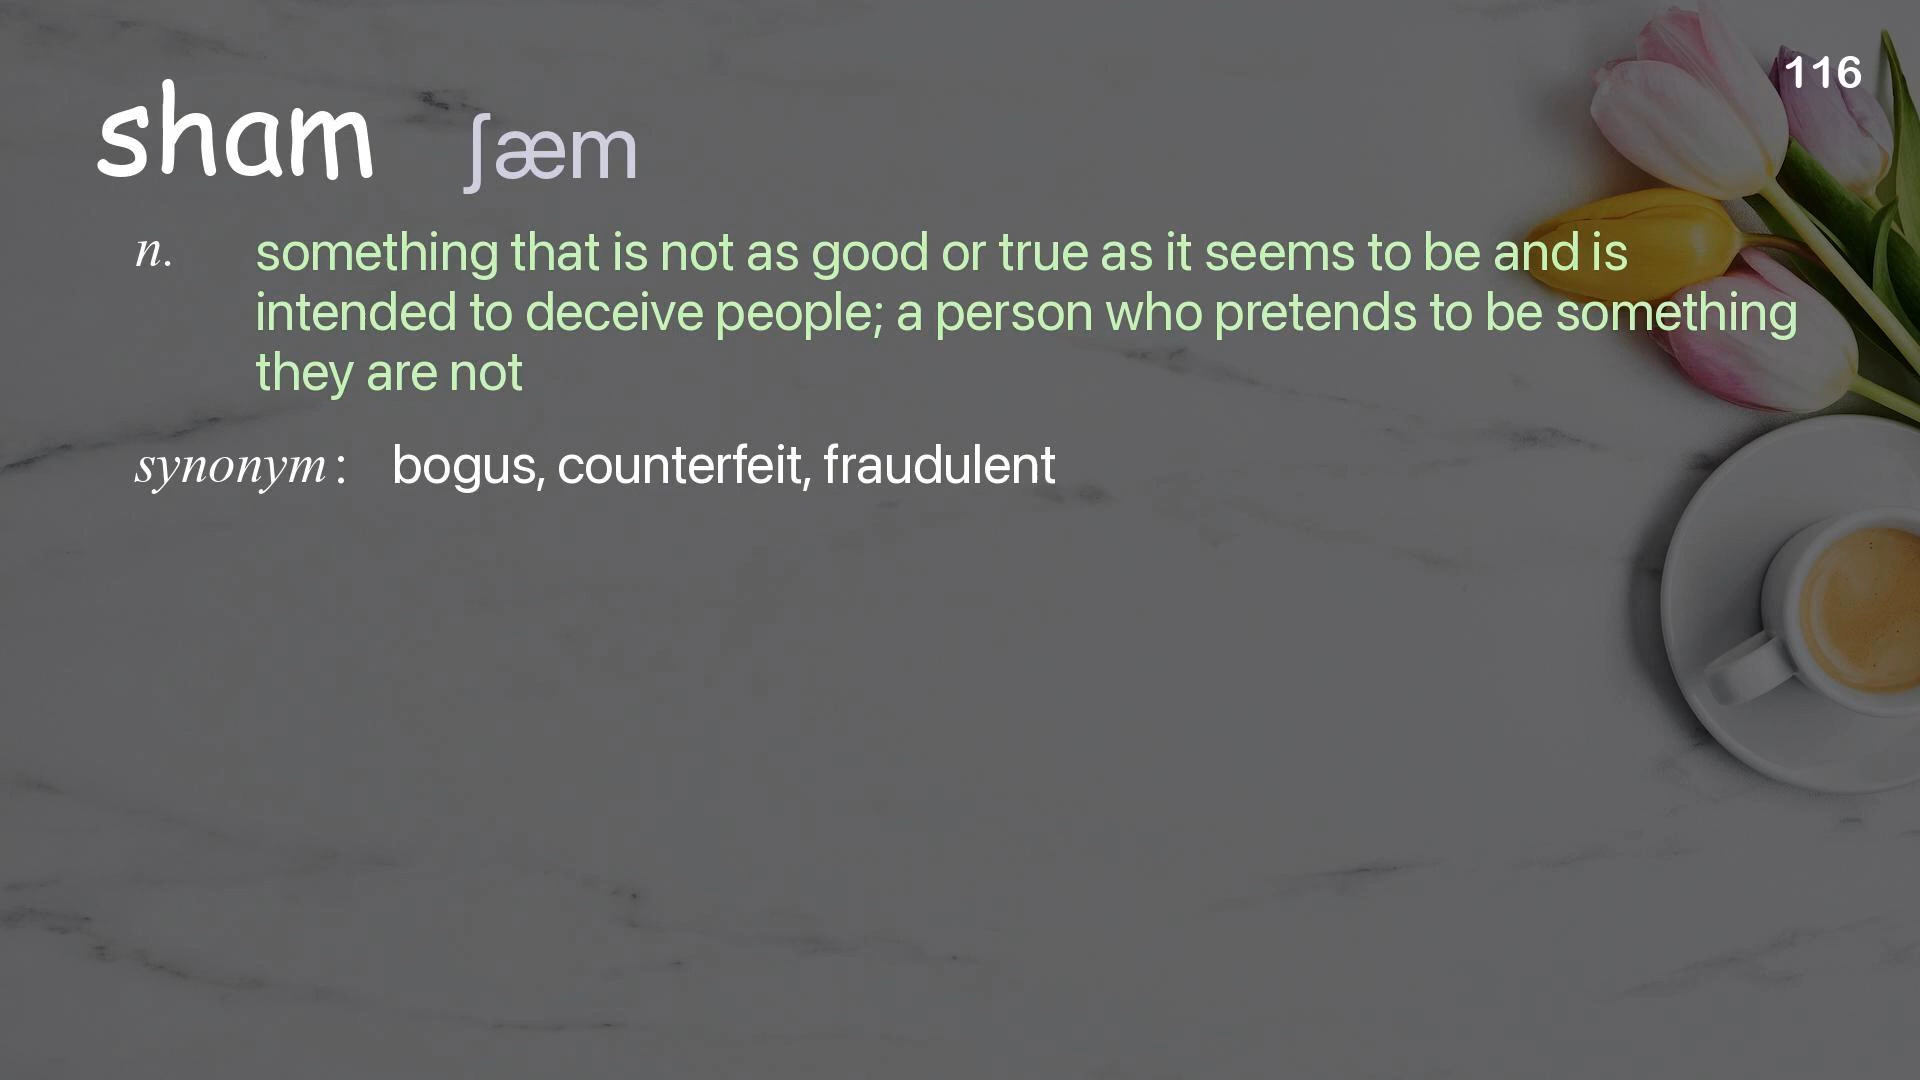 116
sham ʃæm
n. something that is not as good or true as it seems to be and is
intended to deceive people; a person who pretends to be something
they are not
synonym : bogus, counterfeit, fraudulent